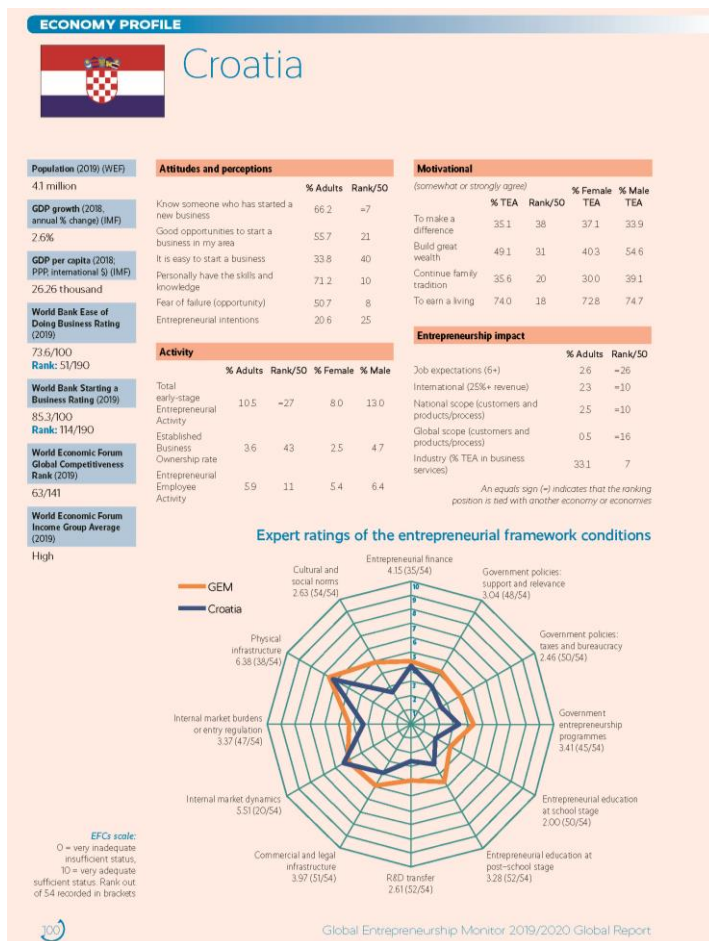 ECONOMY PROFILE
Croatia
Population (2019) (WEF)
4.1 million
GDP growth (2018,
annual % change) (IMF)
2.6%
GDP per capita (2018;
PPP, international $) (IMF)
26.26 thousand
World Bank Ease of
Doing Business Rating
(2019)
73.6/100
Rank: 51/190
World Bank Starting a
Business Rating (2019)
85.3/100
Rank: 114/190
World Economic Forum
Global Competitiveness
Rank (2019)
63/141
World Economic Forum
Income Group Average
(2019)
High
Attitudes and perceptions
% Adults Rank/50
Know someone who has started a
new business 66.2 =7
Good opportunities to start a
business in my area 55.7 21
It is easy to start a business 33.8 40
Personally have the skills and
knowledge 71.2 10
Fear of failure (opportunity) 50.7 8
Entrepreneurial intentions 20.6 25
Activity
% Adults Rank/50 % Female % Male
Total
early-stage
Entrepreneurial 10.5 =27 8.0 13.0
Activity
Established
Business 3.6 43 2.5 4.7
Ownership rate
Entrepreneurial
Employee 5.9 11 5.4 6.4
Activity
Motivational
(somewhat or strongly agree)
% TEA Rank/50 % Female TEA % Male TEA
To make a
difference 35.1 38 37.1 33.9
Build great
wealth 49.1 31 40.3 54.6
Continue family
tradition 35.6 20 30.0 39.1
To earn a living 74.0 18 72.8 74.7
Entrepreneurship impact
% Adults Rank/50
Job expectations (6+) 2.6 =26
International (25%+ revenue) 2.3 =10
National scope (customers and
products/process) 2.5 =10
Global scope (customers and
products/process) 0.5 =16
Industry (% TEA in business
services) 33.1 7
An equals sign (=) indicates that the ranking
position is tied with another economy or economies
Expert ratings of the entrepreneurial framework conditions
GEM
Croatia
Entrepreneurial finance
4.15 (35/54)
Government policies:
support and relevance
3.04 (48/54)
Government policies:
taxes and bureaucracy
2.46 (50/54)
Government
entrepreneurship
programmes
3.41 (45/54)
Entrepreneurial education
at school stage
2.00 (50/54)
Entrepreneurial education at
post-school stage
3.28 (52/54)
R&D transfer
2.61 (52/54)
Commercial and legal
infrastructure
3.97 (51/54)
Internal market dynamics
5.51 (20/54)
Internal market burdens
or entry regulation
3.37 (47/54)
Physical
infrastructure
6.38 (38/54)
Cultural and
social norms
2.63 (54/54)
10
9
8
7
6
5
3
2
1
EFCs scale:
0 = very inadequate
insufficient status,
10 = very adequate
sufficient status. Rank out
of 54 recorded in brackets
100
Global Entrepreneurship Monitor 2019/2020 Global Report